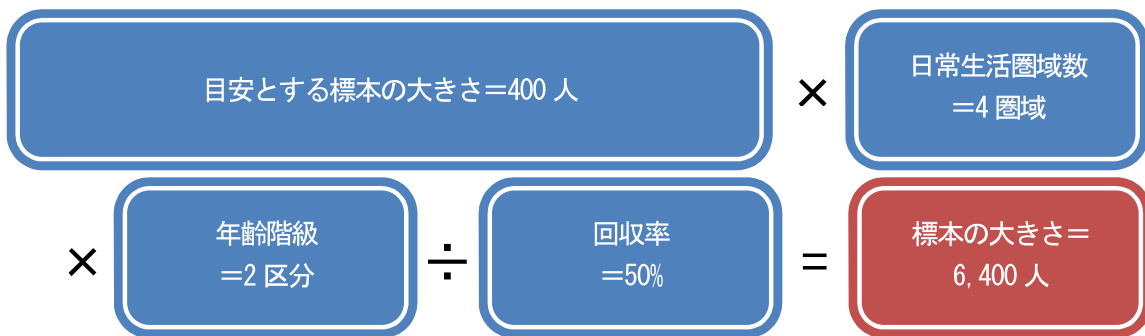 目安とする標本の大きさ＝400 人
×
日常生活圏域数
＝4 圏域
×
年齢階級
＝2 区分
÷
回収率
＝50%
＝
標本の大きさ＝
6,400 人